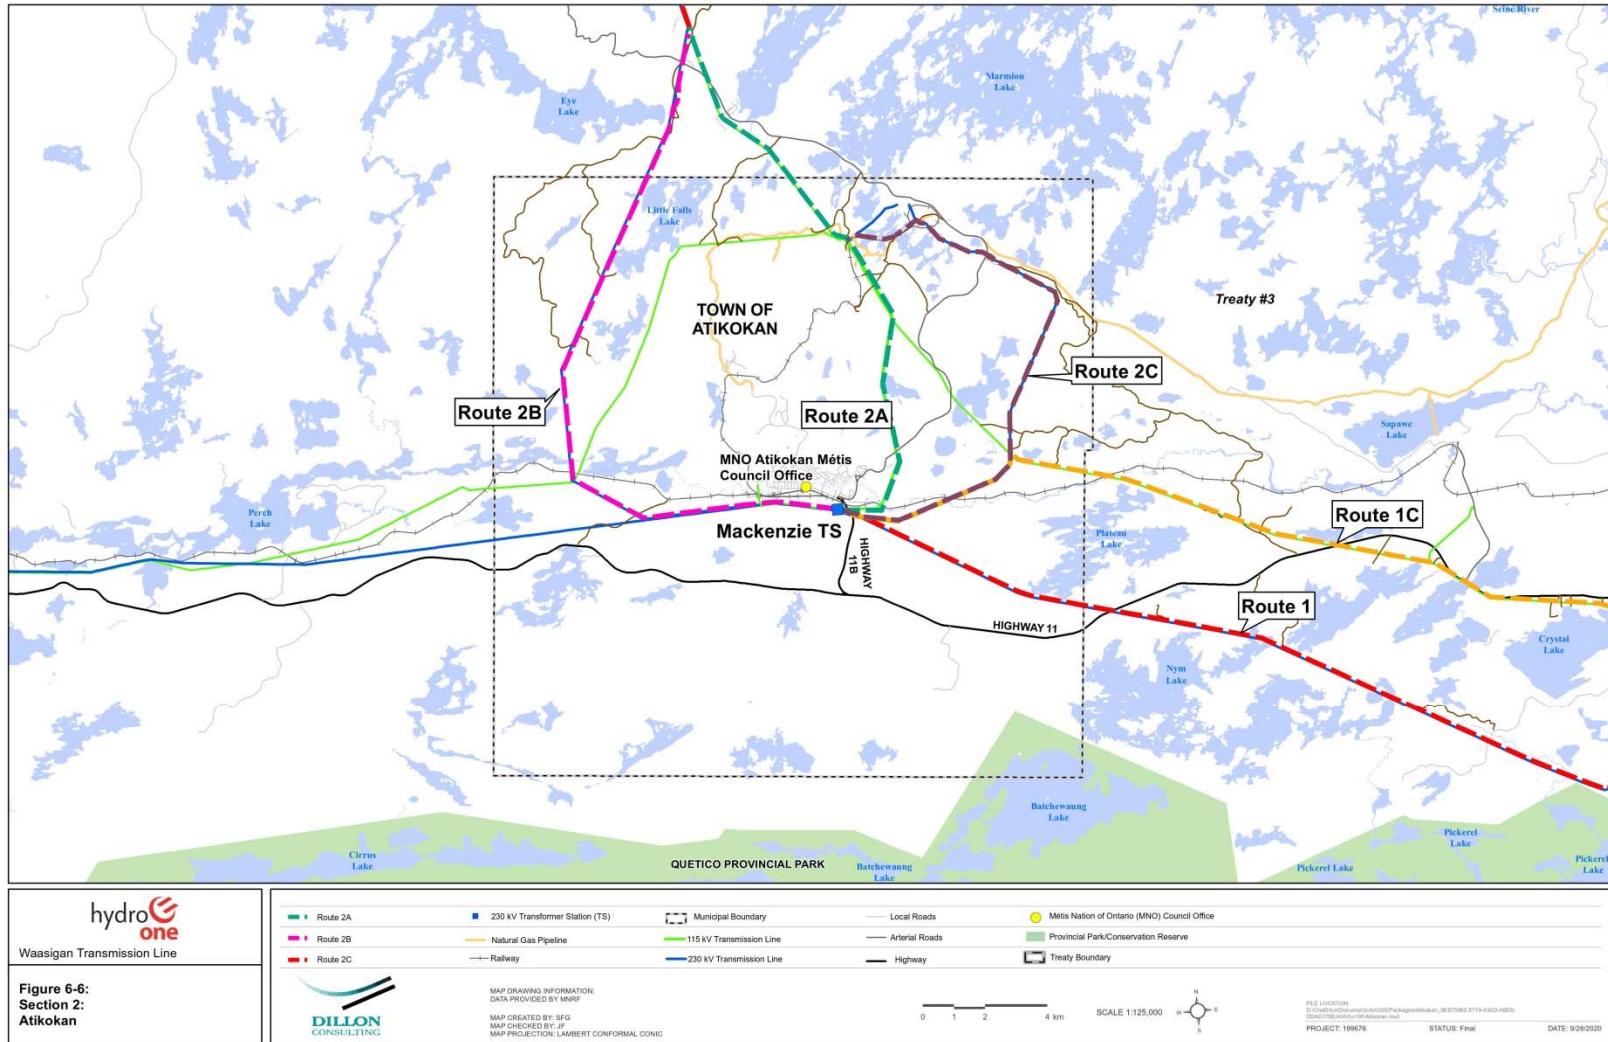 Seine River
Marmion
Lake
Eye
Lake
Little Falls
Lake
Treaty #3
TOWN OF
ATIKOKAN
Route 2C
Route 2B
Route 2A
Sapawe
Lake
MNO Atikokan Métis
Council Office
Perch
Lake
Mackenzie TS
Route 1C
Plateau
Lake
HIGHWAY
11B
Route 1
HIGHWAY 11
Crystal
Lake
Nym
Lake
Batchewaung
Lake
Cirrus
Lake
QUETICO PROVINCIAL PARK
Batchewaung
Lake
Pickerel
Lake
Pickerel Lake
Pickerel
Lake
hydro
one
Waasigan Transmission Line
Figure 6-6:
Section 2:
Atikokan
Route 2A
230 kV Transformer Station (TS)
Municipal Boundary
Local Roads
Métis Nation of Ontario (MNO) Council Office
Route 2B
Natural Gas Pipeline
115 kV Transmission Line
Arterial Roads
Provincial Park/Conservation Reserve
Route 2C
Railway
230 kV Transmission Line
Highway
Treaty Boundary
DILLON
CONSULTING
MAP DRAWING INFORMATION:
DATA PROVIDED BY MNRF
MAP CREATED BY: SFG
MAP CHECKED BY: JF
MAP PROJECTION: LAMBERT CONFORMAL CONIC
0 1 2 4 km
SCALE 1:125,000
N
W E
S
FILE LOCATION
PROJECT: 199676
STATUS: Final
DATE: 9/28/2020